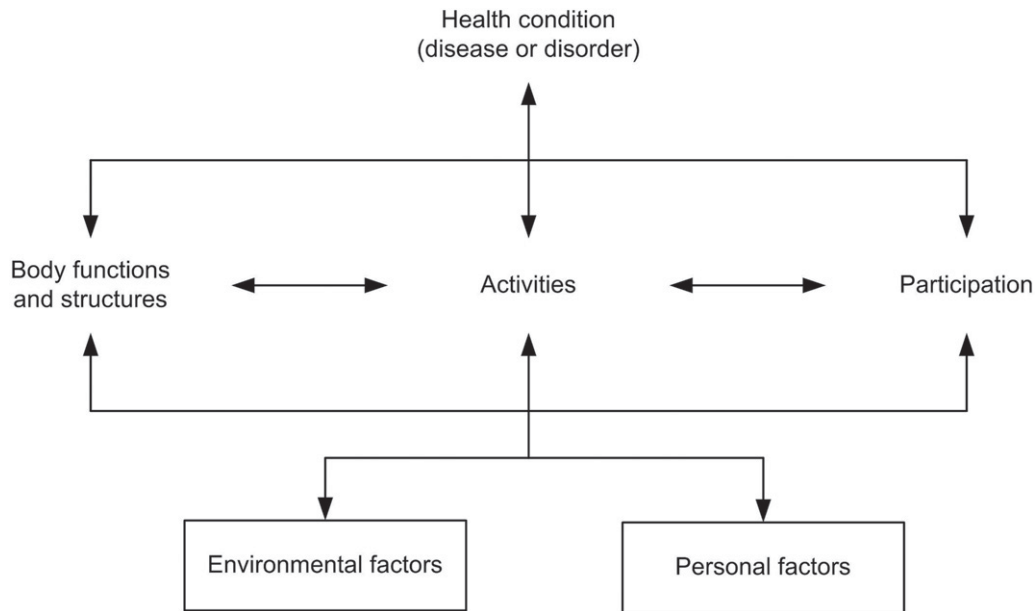 Health condition
(disease or disorder)
Body functions
and structures
Activities
Participation
Environmental factors
Personal factors